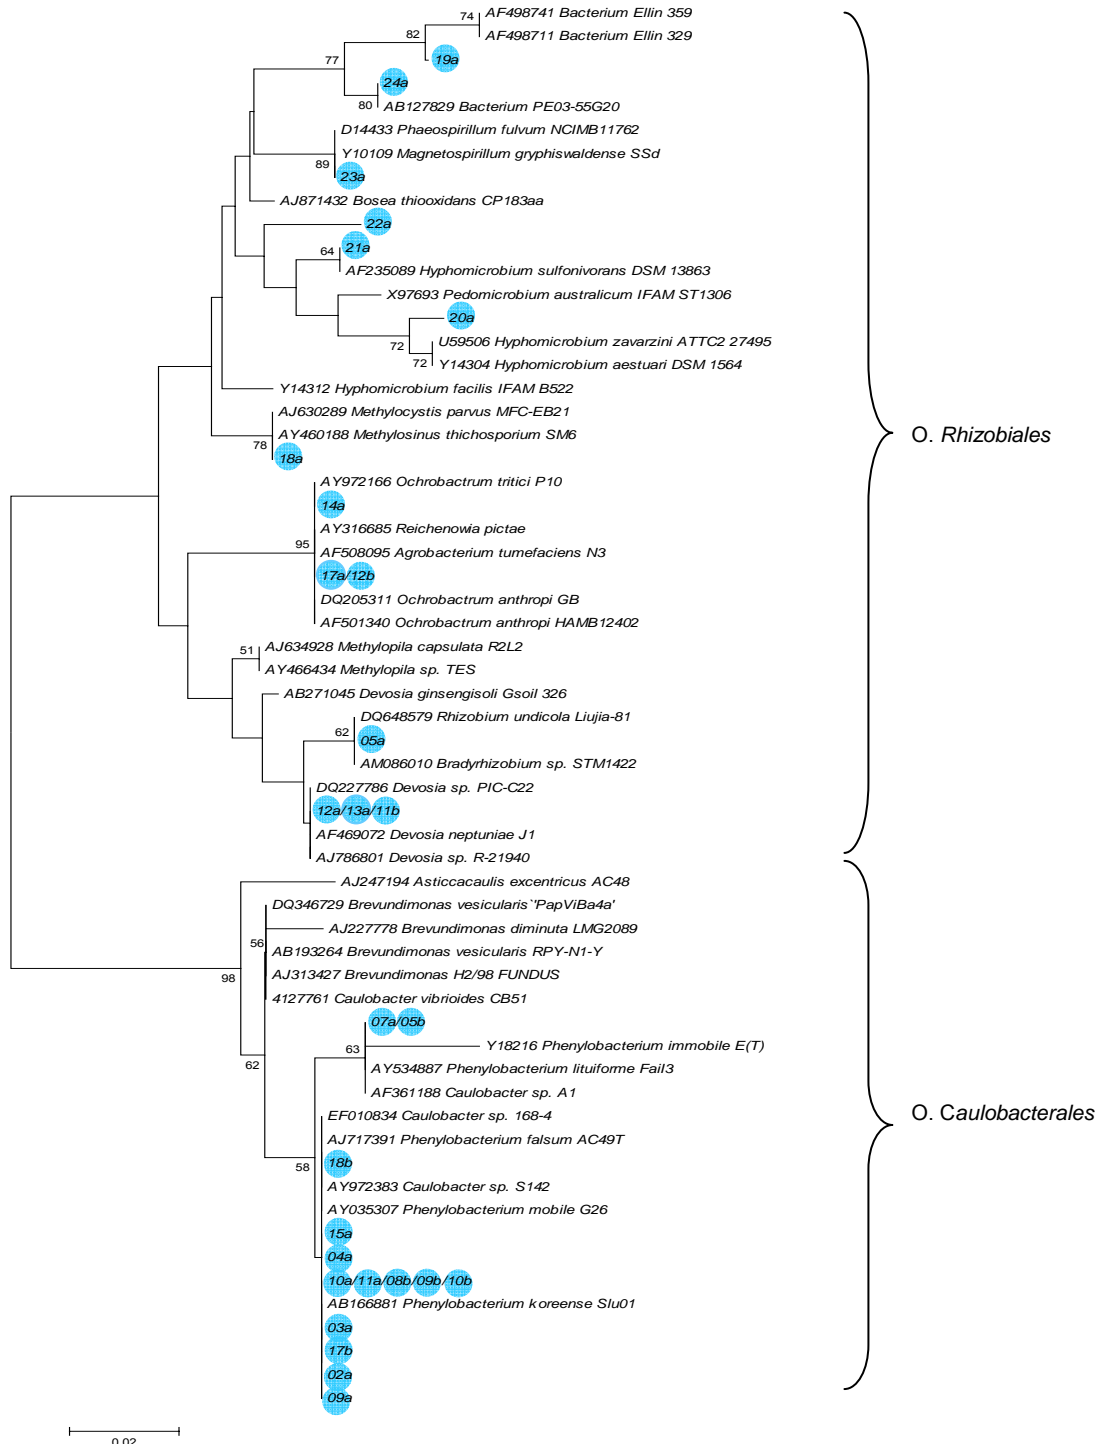 74
AF498741 Bacterium Ellin 359
82
AF498711 Bacterium Ellin 329
77
19a
24a
80
AB127829 Bacterium PE03-55G20
D14433 Phaeospirillum fulvum NCIMB11762
Y10109 Magnetospirillum gryphiswaldense SSd
89
23a
AJ871432 Bosea thiooxidans CP183aa
22a
64
21a
AF235089 Hyphomicrobium sulfonivorans DSM 13863
X97693 Pedomicrobium australicum IFAM ST1306
20a
72
U59506 Hyphomicrobium zavarzini ATTC2 27495
72
Y14304 Hyphomicrobium aestuari DSM 1564
Y14312 Hyphomicrobium facilis IFAM B522
AJ630289 Methylocystis parvus MFC-EB21
78
AY460188 Methylosinus thichosporium SM6
O. Rhizobiales
18a
AY972166 Ochrobactrum tritici P10
14a
AY316685 Reichenowia pictae
95
AF508095 Agrobacterium tumefaciens N3
17a/12b
DQ205311 Ochrobactrum anthropi GB
AF501340 Ochrobactrum anthropi HAMB12402
51
AJ634928 Methylopila capsulata R2L2
AY466434 Methylopila sp. TES
AB271045 Devosia ginsengisoli Gsoil 326
DQ648579 Rhizobium undicola Liujia-81
62
05a
AM086010 Bradyrhizobium sp. STM1422
DQ227786 Devosia sp. PIC-C22
12a/13a/11b
AF469072 Devosia neptuniae J1
AJ786801 Devosia sp. R-21940
AJ247194 Asticcacaulis excentricus AC48
DQ346729 Brevundimonas vesicularis`'PapViBa4a'
AJ227778 Brevundimonas diminuta LMG2089
56
AB193264 Brevundimonas vesicularis RPY-N1-Y
98
AJ313427 Brevundimonas H2/98 FUNDUS
4127761 Caulobacter vibrioides CB51
07a/05b
63
Y18216 Phenylobacterium immobile E(T)
62
AY534887 Phenylobacterium lituiforme FaiI3
AF361188 Caulobacter sp. A1
EF010834 Caulobacter sp. 168-4
O. Caulobacterales
AJ717391 Phenylobacterium falsum AC49T
58
18b
AY972383 Caulobacter sp. S142
AY035307 Phenylobacterium mobile G26
15a
04a
10a/11a/08b/09b/10b
AB166881 Phenylobacterium koreense Slu01
03a
17b
02a
09a
0.02